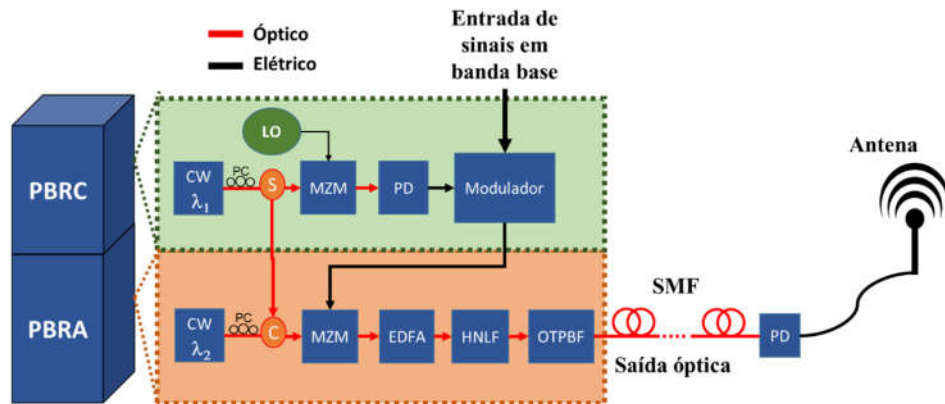 Óptico
Elétrico
Entrada de
sinais em
banda base
Antena
PBRC
LO
CW
λ1
PC
S
MZM
PD
Modulador
PBRA
CW
λ2
PC
C
MZM
EDFA
HNLF
OTPBF
SMF
Saída óptica
PD